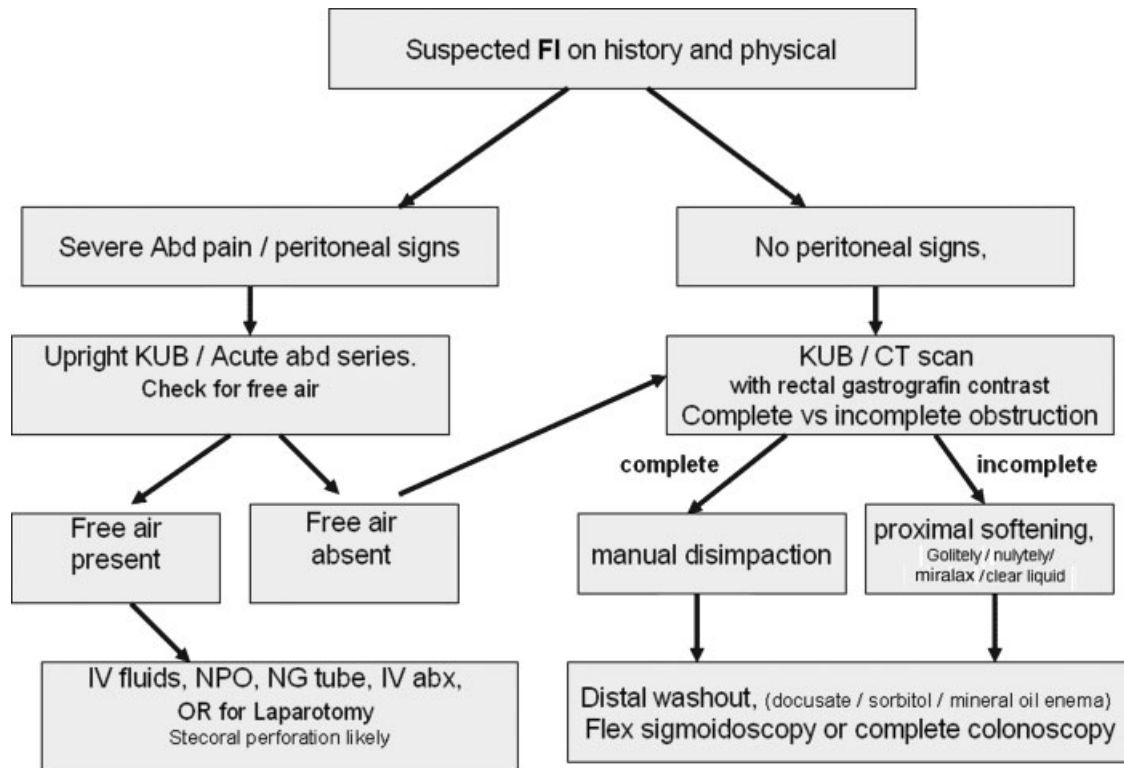 Suspected FI on history and physical
Severe Abd pain / peritoneal signs
No peritoneal signs,
Upright KUB / Acute abd series.
Check for free air
KUB / CT scan
with rectal gastrografin contrast
Complete vs incomplete obstruction
complete
incomplete
Free air
present
Free air
absent
manual disimpaction
proximal softening,
Golitely / nulytely/
miralax /clear liquid
IV fluids, NPO, NG tube, IV abx,
OR for Laparotomy
Stecoral perforation likely
Distal washout, (docusate / sorbitol / mineral oil enema)
Flex sigmoidoscopy or complete colonoscopy